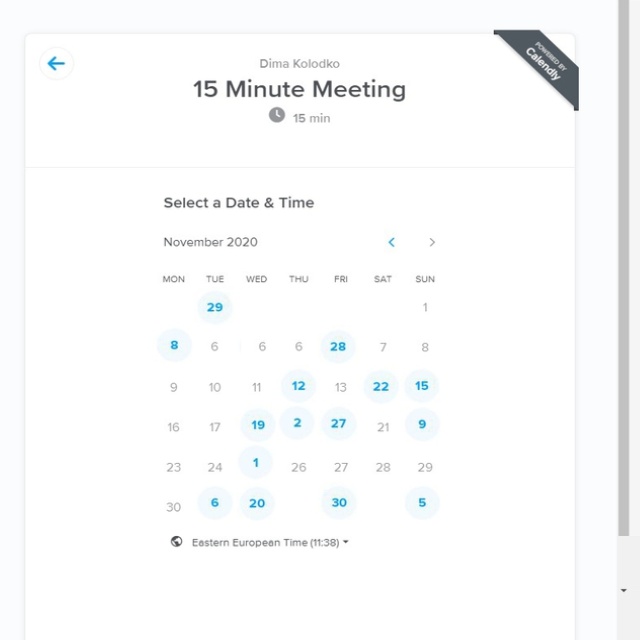 POWERED BY
Calendly
Dima Kolodko
15 Minute Meeting
15 min
Select a Date & Time
November 2020
MON TUE WED THU FRI SAT SUN
29 1
8 6 6 6 28 7 8
9 10 11 12 13 22 15
16 17 19 2 27 21 9
23 24 1 26 27 28 29
30 6 20 30 5
Eastern European Time (11:38)